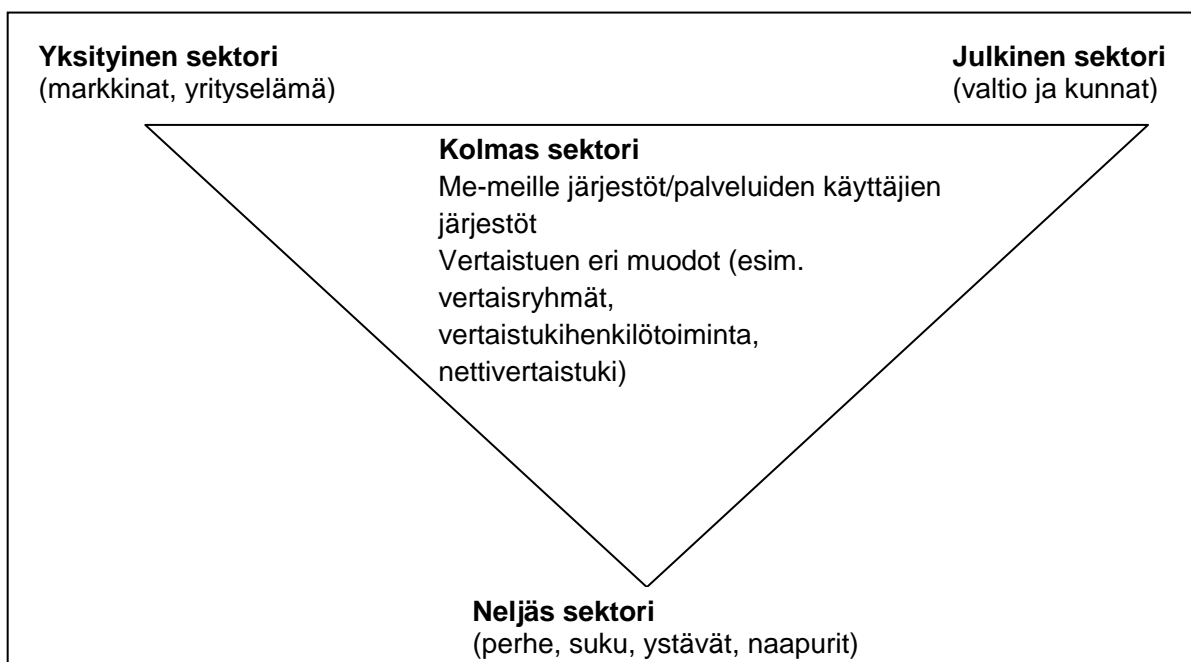 Yksityinen sektori
(markkinat, yrityselämä)
Julkinen sektori
(valtio ja kunnat)
Kolmas sektori
Me-meille järjestöt/palveluiden käyttäjien
järjestöt
Vertaistuen eri muodot (esim.
vertaisryhmät,
vertaistukihenkilötoiminta,
nettivertaistuki)
Neljäs sektori
(perhe, suku, ystävät, naapurit)